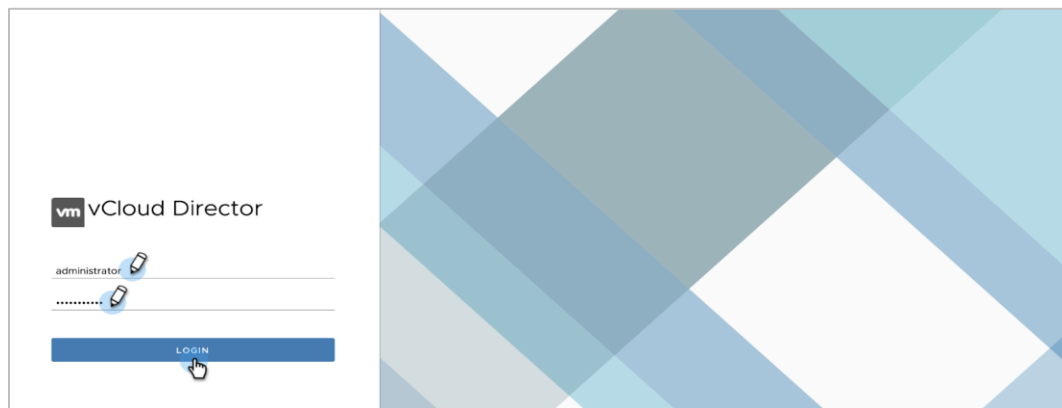 vm vCloud Director
administrator
...........
LOGIN